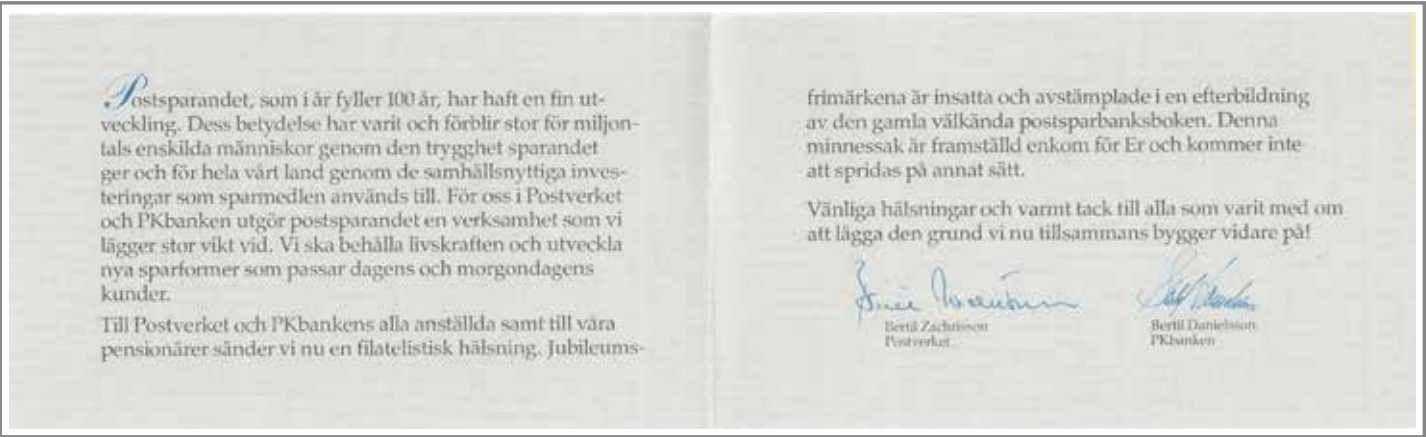 Postsparandet, som i år fyller 100 år, har haft en fin ut-
veckling. Dess betydelse har varit och förblir stor för miljon-
tals enskilda människor genom den trygghet sparandet
ger och för hela vårt land genom de samhällsnyttiga inves-
teringar som sparmedlen används till. För oss i Postverket
och PKbanken utgör postsparandet en verksamhet som vi
lägger stor vikt vid. Vi ska behålla livskraften och utveckla
nya sparformer som passar dagens och morgondagens
kunder.
Till Postverket och PKbankens alla anställda samt till våra
pensionärer sänder vi nu en filatelistisk hälsning. Jubileums-
frimärkena är insatta och avstämplade i en efterbildning
av den gamla välkända postsparbanksboken. Denna
minnessak är framställd enkom för Er och kommer inte
att spridas på annat sätt.
Vänliga hälsningar och varmt tack till alla som varit med om
att lägga den grund vi nu tillsammans bygger vidare på!
Bertil Zachrisson
Postverket
Bertil Danielsson
PKbanken